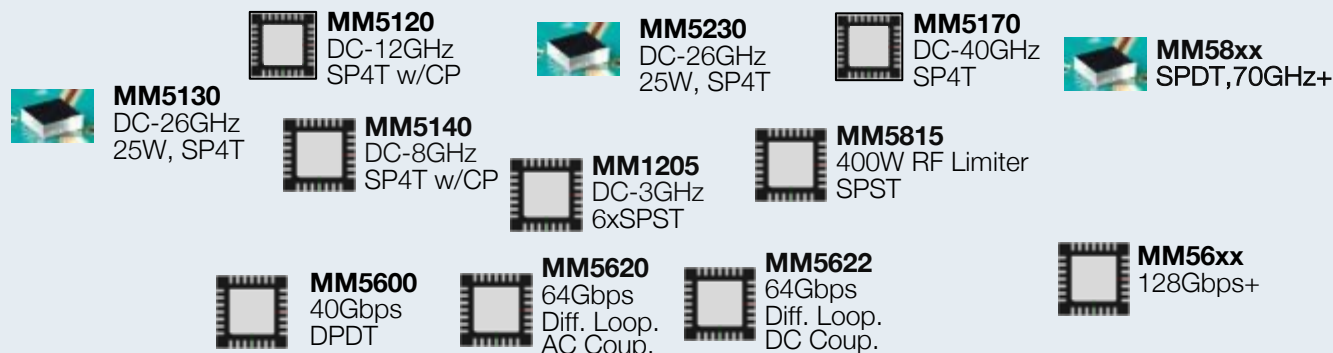 MM5120
DC-12GHz
SP4T w/CP
MM5230
DC-26GHz
25W, SP4T
MM5170
DC-40GHz
SP4T
MM58xx
SPDT,70GHz+
MM5130
DC-26GHz
25W, SP4T
MM5140
DC-8GHz
SP4T w/CP
MM1205
DC-3GHz
6xSPST
MM5815
400W RF Limiter
SPST
MM5600
40Gbps
DPDT
MM5620
64Gbps
Diff. Loop.
AC Coup.
MM5622
64Gbps
Diff. Loop.
DC Coup.
MM56xx
128Gbps+